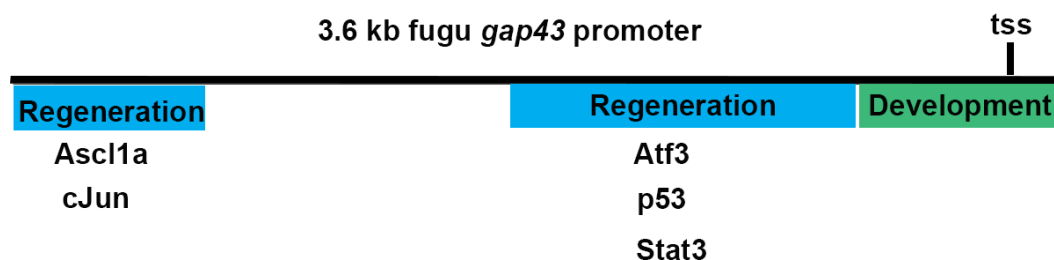 3.6 kb fugu gap43 promoter
tss
Regeneration
Regeneration
Development
Ascl1a
Atf3
cJun
p53
Stat3